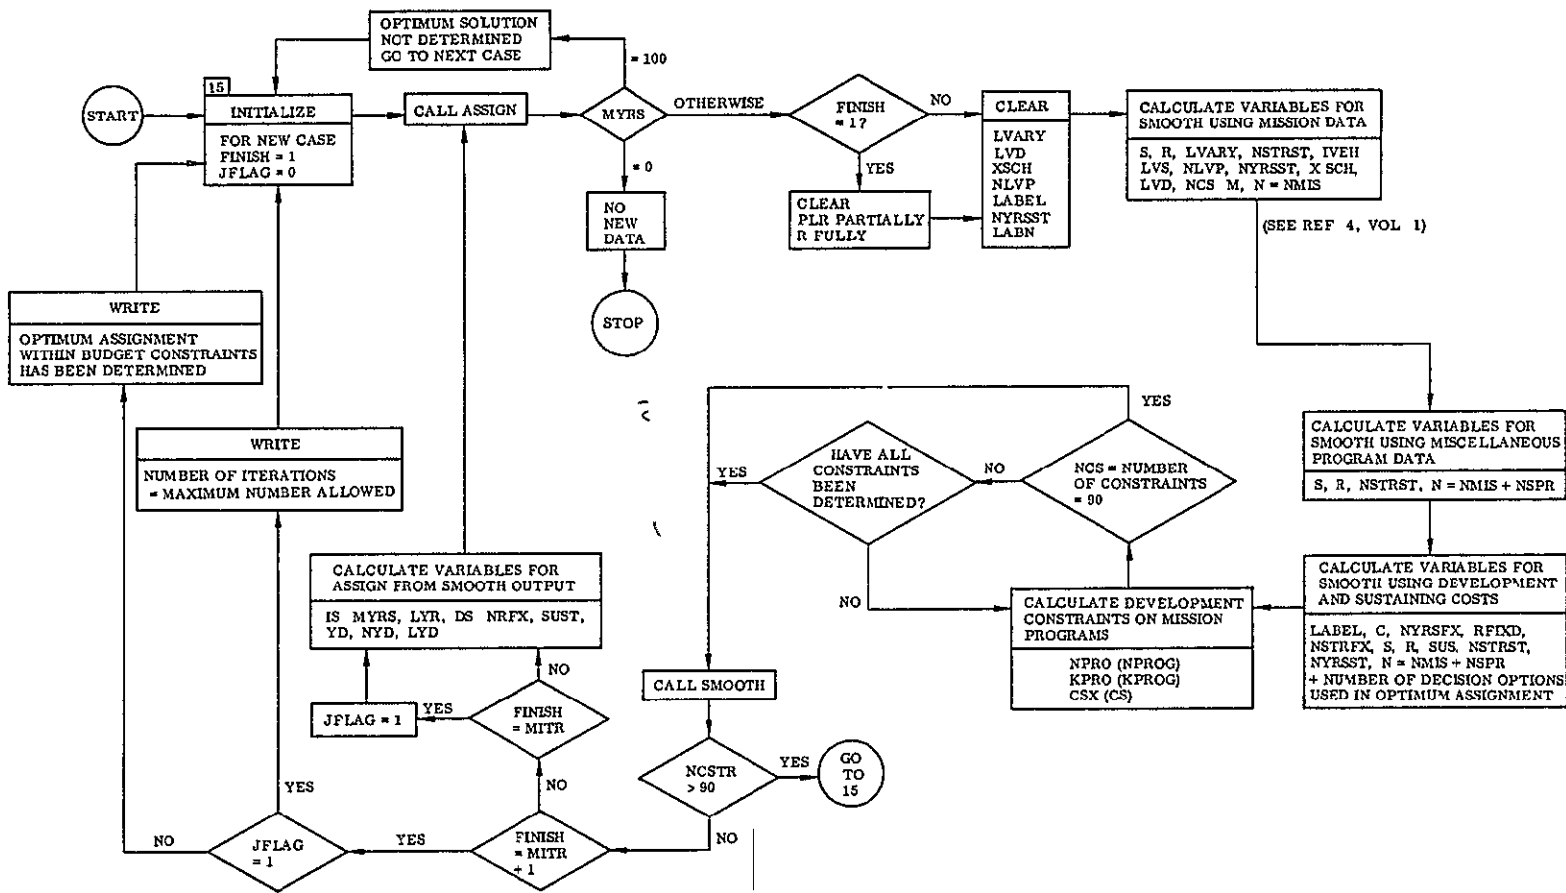 OPTIMUM SOLUTION
NOT DETERMINED
GO TO NEXT CASE
= 100
15
START
INITIALIZE
FOR NEW CASE
FINISH = 1
JFLAG = 0
CALL ASSIGN
MYRS
OTHERWISE
= 0
NO
NEW
DATA
STOP
FINISH
= 1?
NO
YES
CLEAR
PLR PARTIALLY
R FULLY
CLEAR
LVARY
LVD
XSCH
NLVP
LABEL
NYRSST
LABN
CALCULATE VARIABLES FOR
SMOOTH USING MISSION DATA
S, R, LVARY, NSTRST, IVEH
LVS, NLVP, NYRSST, X SCH,
LVD, NCS M, N = NMIS
(SEE REF 4, VOL 1)
WRITE
OPTIMUM ASSIGNMENT
WITHIN BUDGET CONSTRAINTS
HAS BEEN DETERMINED
WRITE
NUMBER OF ITERATIONS
= MAXIMUM NUMBER ALLOWED
YES
HAVE ALL
CONSTRAINTS
BEEN
DETERMINED?
YES
NO
NO
NCS = NUMBER
OF CONSTRAINTS
= 90
CALCULATE VARIABLES FOR
SMOOTH USING MISCELLANEOUS
PROGRAM DATA
S, R, NSTRST, N = NMIS + NSPR
CALCULATE VARIABLES FOR
SMOOTH USING DEVELOPMENT
AND SUSTAINING COSTS
LABEL, C, NYRSFX, RFIXD,
NSTRFX, S, R, SUS, NSTRST,
NYRSST, N = NMIS + NSPR
+ NUMBER OF DECISION OPTIONS
USED IN OPTIMUM ASSIGNMENT
CALCULATE DEVELOPMENT
CONSTRAINTS ON MISSION
PROGRAMS
NPRO (NPROG)
KPRO (KPROG)
CSX (CS)
CALCULATE VARIABLES FOR
ASSIGN FROM SMOOTH OUTPUT
IS MYRS, LYR, DS NRFX, SUST,
YD, NYD, LYD
NO
JFLAG = 1
YES
FINISH
= MITR
NO
CALL SMOOTH
NCSTR
> 90
YES
GO
TO
15
NO
FINISH
= MITR
+ 1
YES
JFLAG
= 1
YES
NO